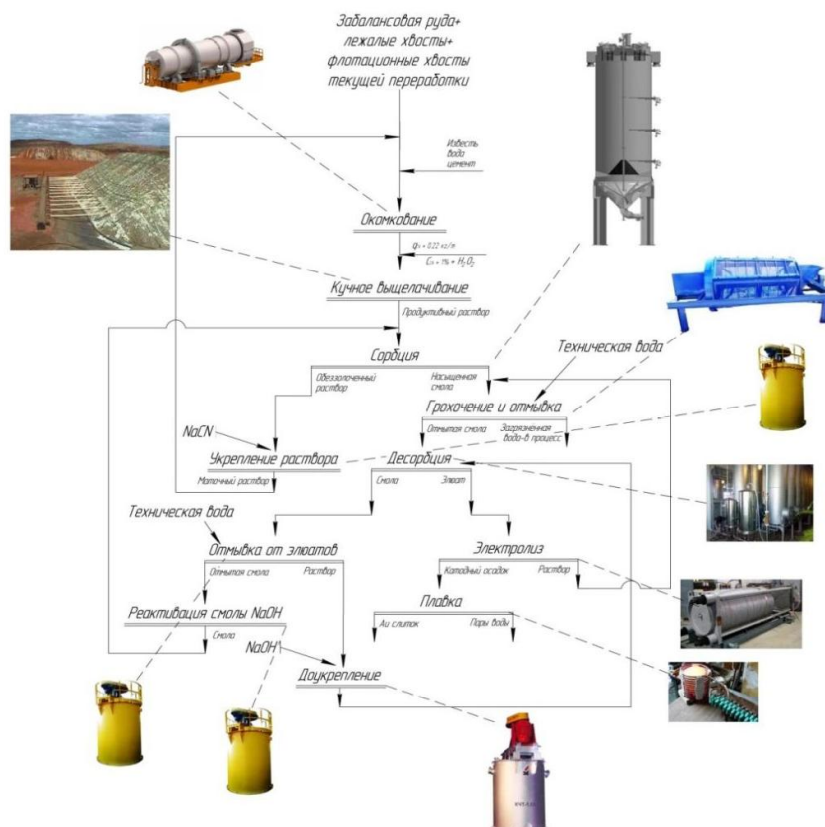 Забалансовая руда+
лежалые хвосты+
флотационные хвосты
текущей переработки
Известь
вода
цемент
Окомкование
= 0.22 кг/т
= 1% + H₂O₂
Кучное выщелачивание
Продуктивный раствор
Сорбция
Обеззолоченный
раствор
Насыщенная
смола
Техническая вода
Грохочение и отмывка
Отмытая смола
Загрязненная
вода-в процесс
NaCN
Укрепление раствора
Маточный раствор
Десорбция
Смола
Элюат
Техническая вода
Отмывка от элюатов
Отмытая смола
Раствор
Электролиз
Катодный осадок
Раствор
Реактивация смолы NaOH
Смола
Плавка
Au слиток
Пары воды
NaOH
Доукрепление